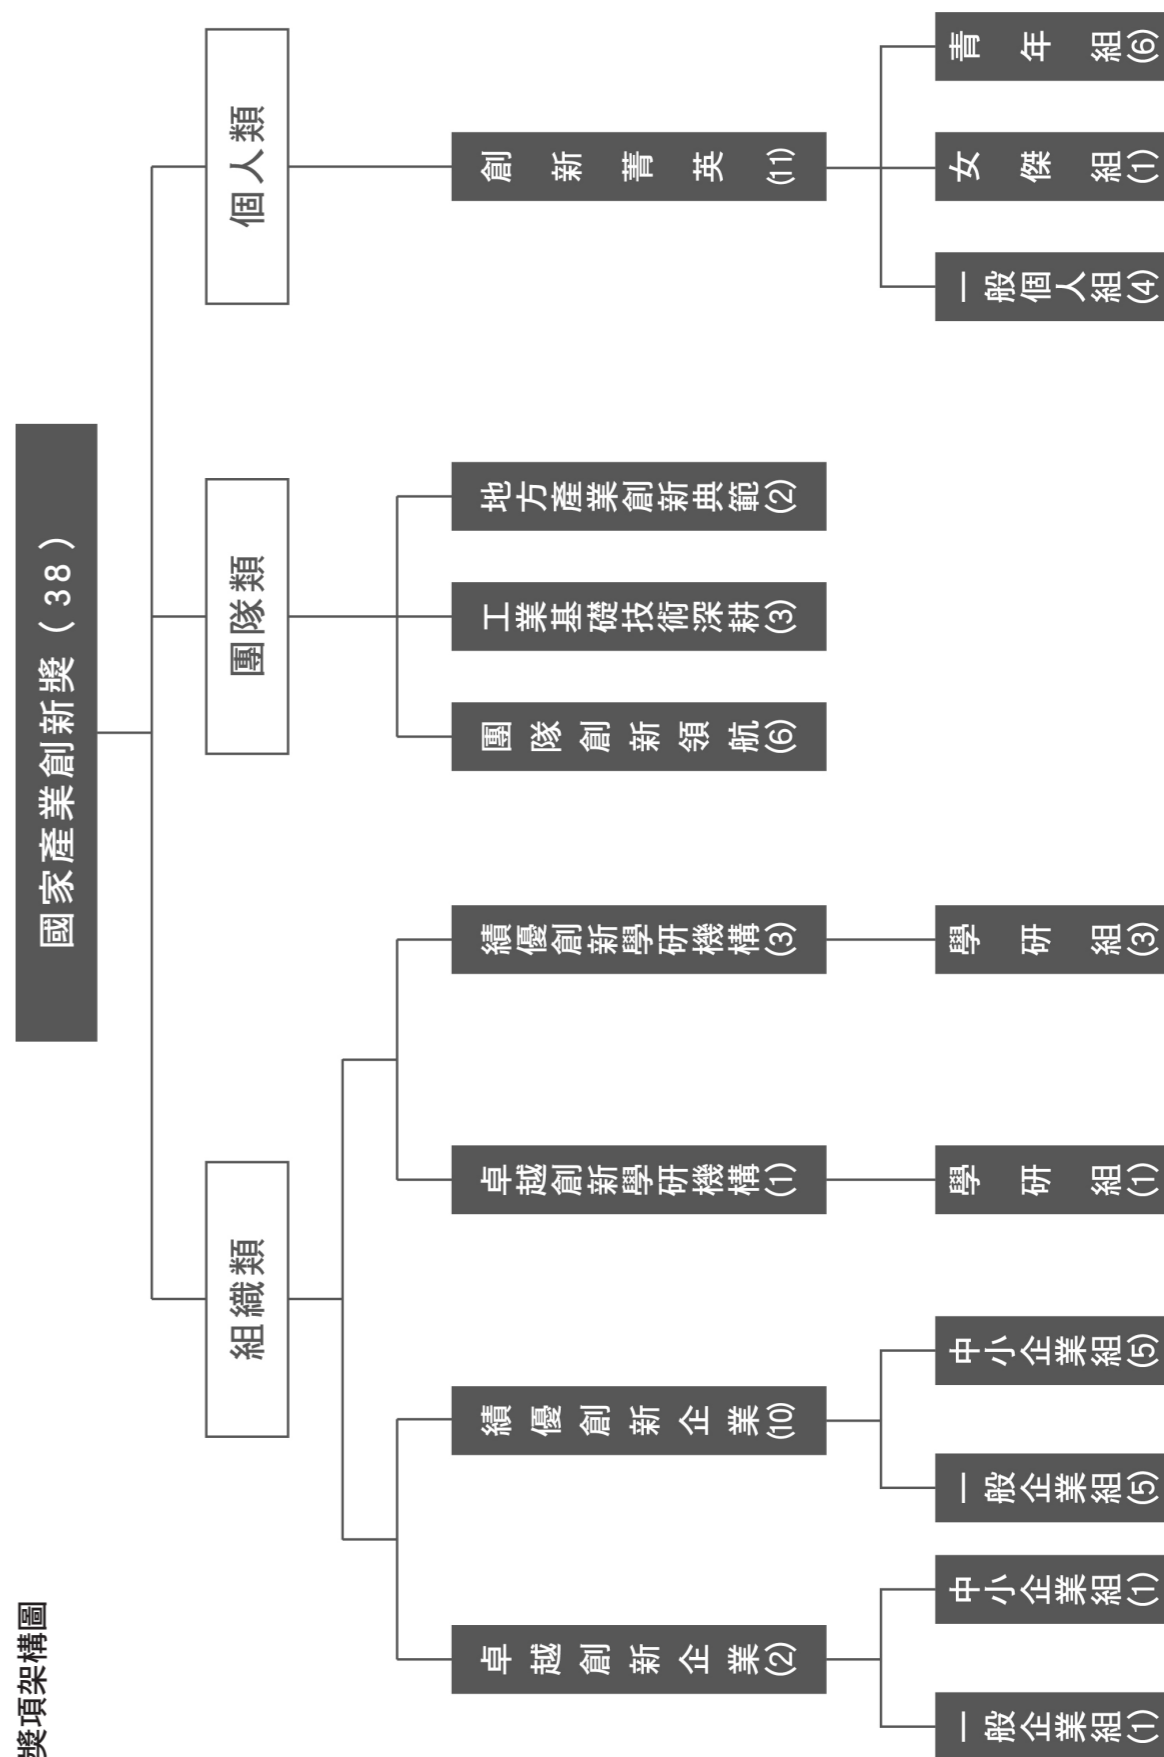 獎項架構圖
國家產業創新獎(38)
組織類
團隊類
個人類
卓越創新企業(2)
績優創新企業(10)
卓越創新學研機構(1)
績優創新學研機構(3)
團隊創新領航(6)
工業基礎技術深耕(3)
地方產業創新典範(2)
創新菁英(11)
一般企業組(1)
中小企業組(1)
一般企業組(5)
中小企業組(5)
學研組(1)
學研組(3)
一般個人組(4)
女傑組(1)
青年組(6)